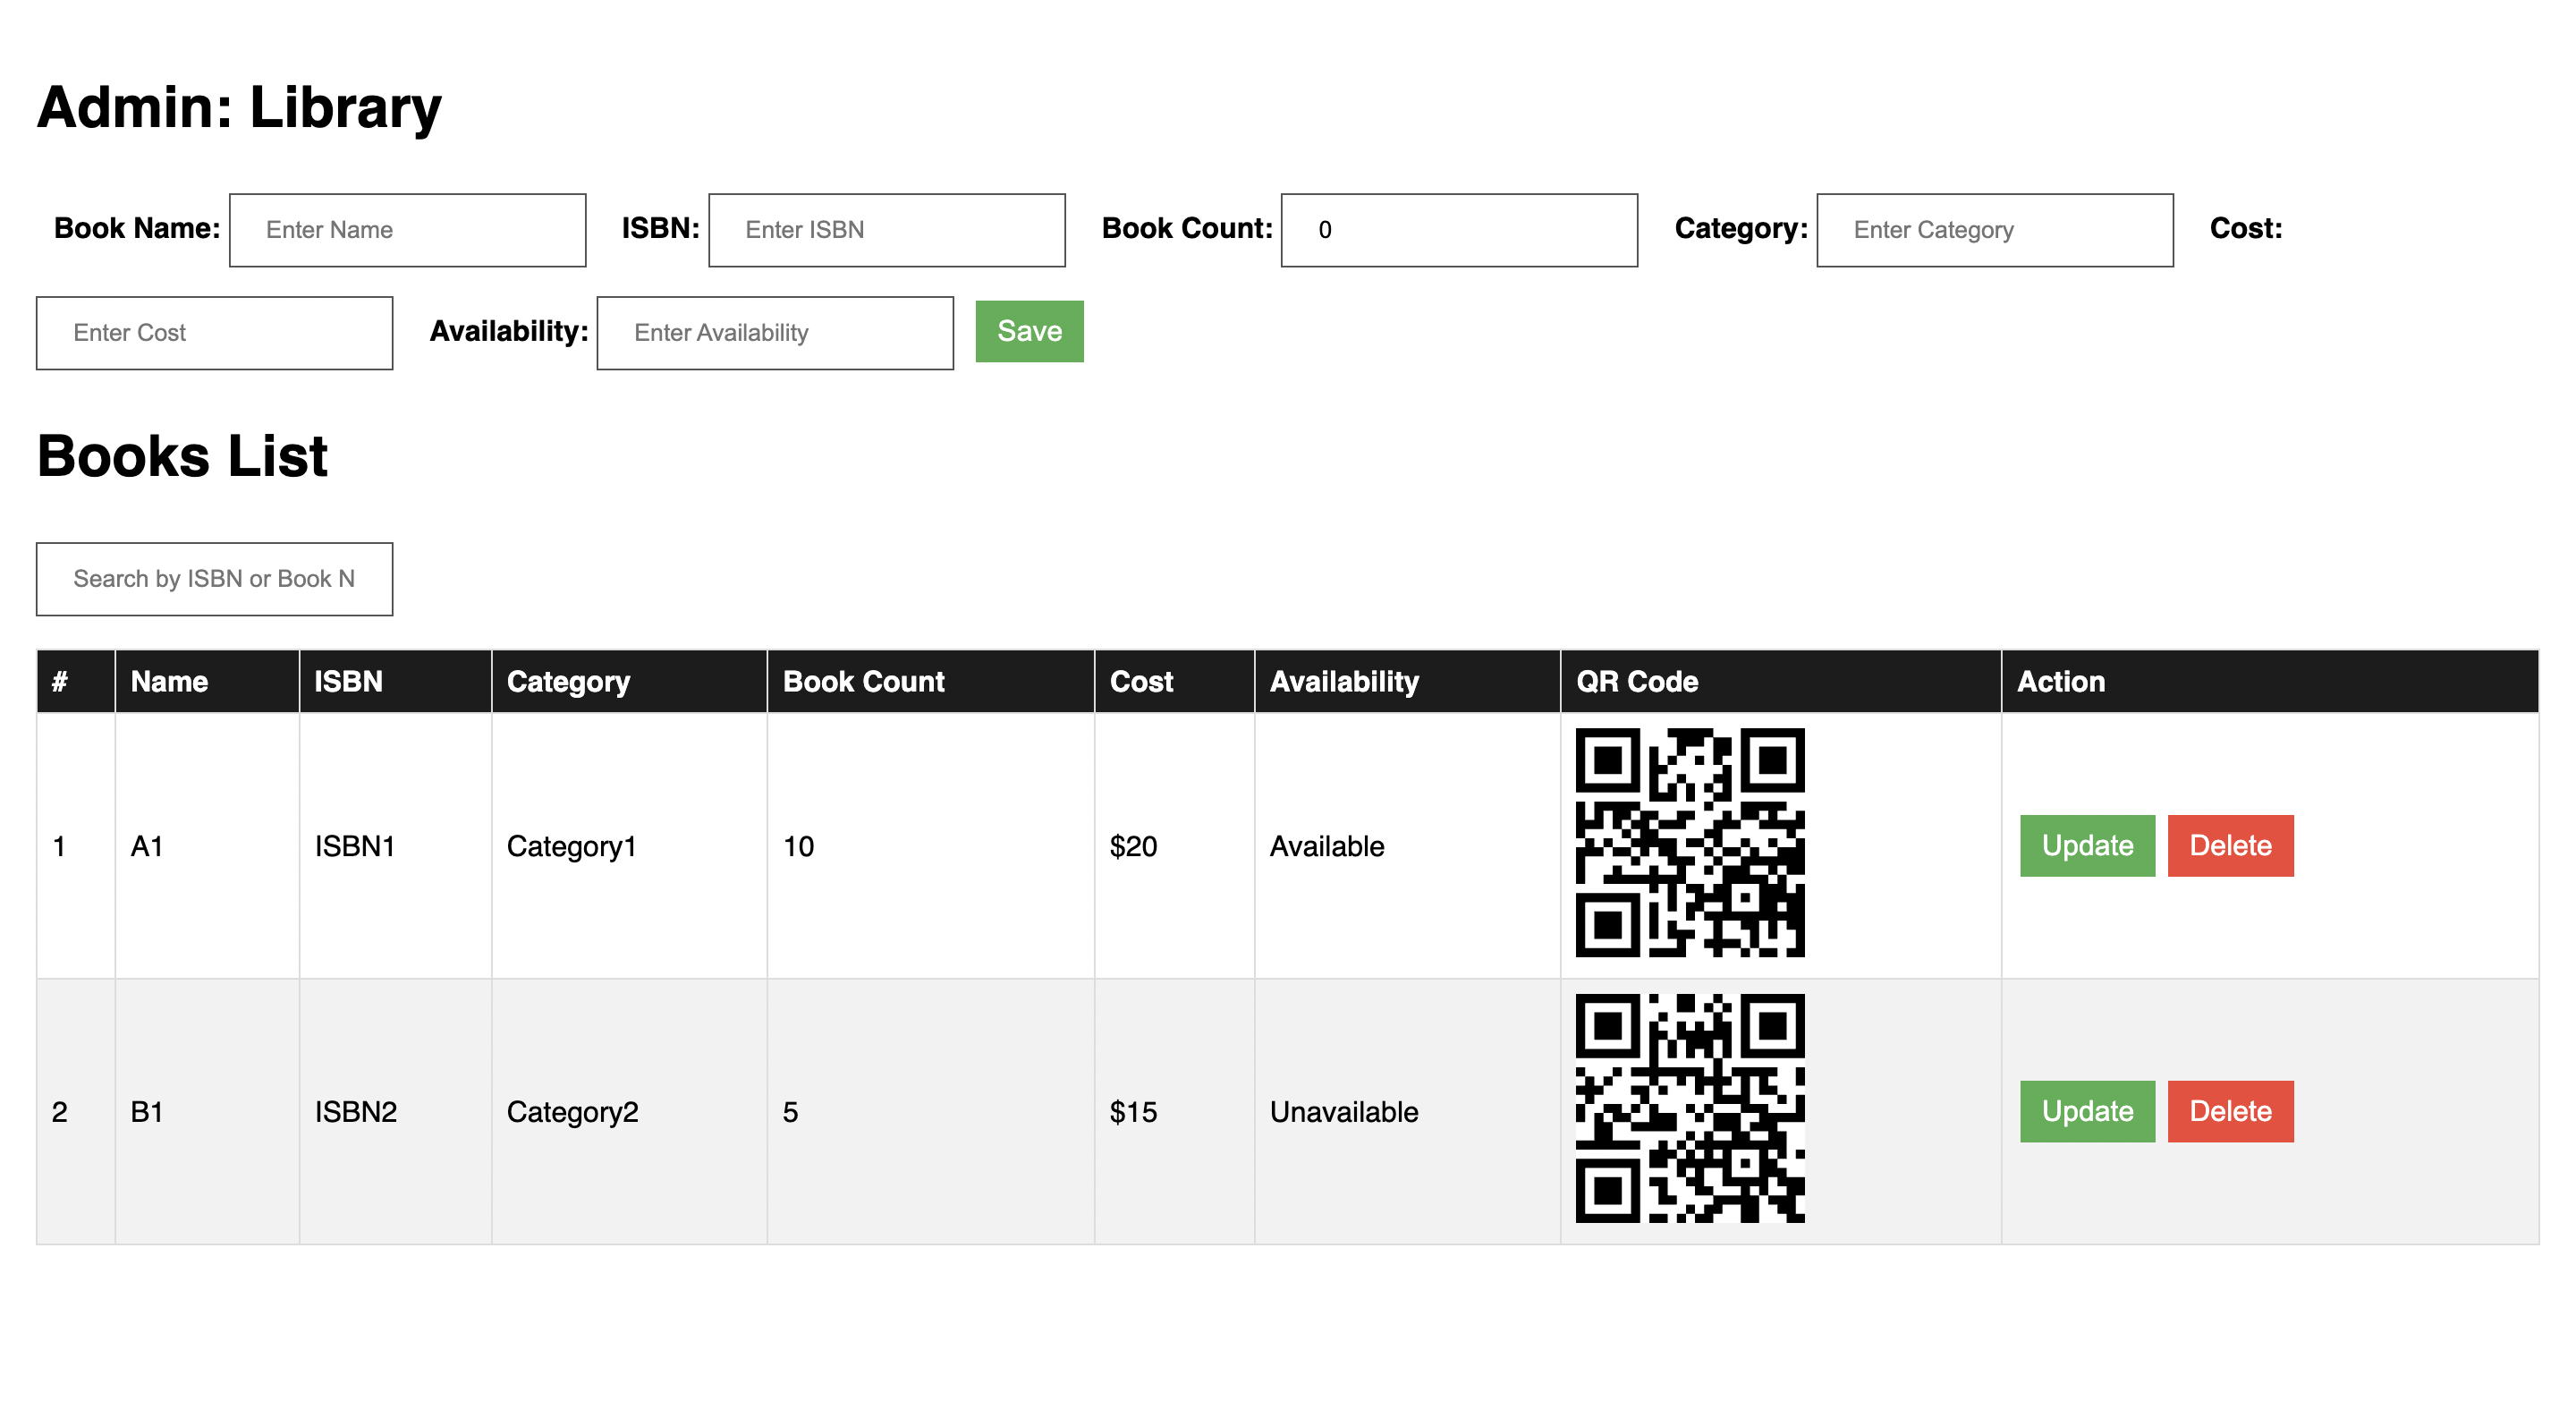 Admin: Library
Book Name: Enter Name ISBN: Enter ISBN Book Count: 0 Category: Enter Category Cost:
Enter Cost Availability: Enter Availability Save
Books List
Search by ISBN or Book N
# Name ISBN Category Book Count Cost Availability QR Code Action
1 A1 ISBN1 Category1 10 $20 Available Update Delete
2 B1 ISBN2 Category2 5 $15 Unavailable Update Delete